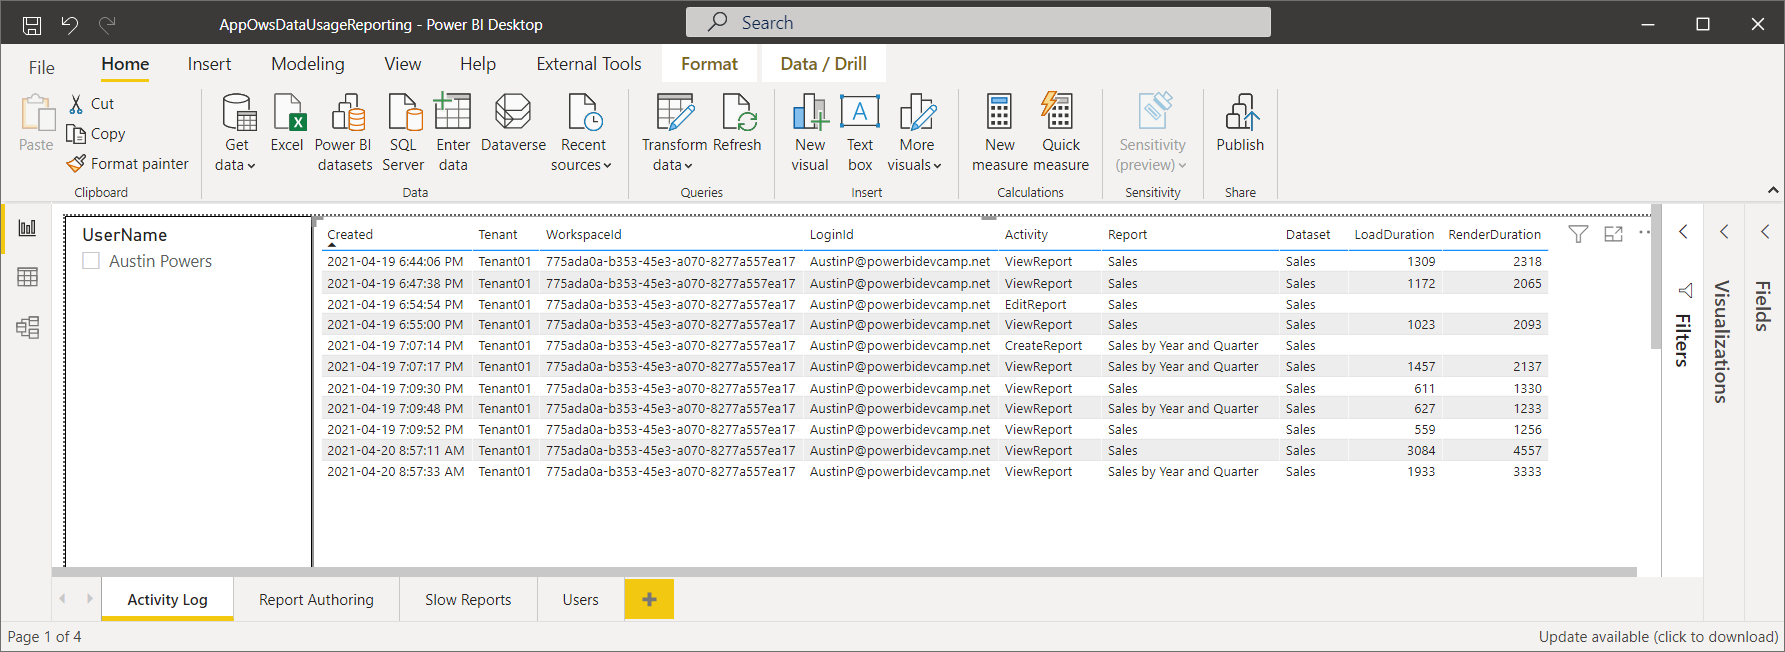 AppOwsDataUsageReporting - Power BI Desktop
Search
File Home Insert Modeling View Help External Tools Format Data / Drill
Paste
Cut
Copy
Format painter
Clipboard
Get data
Excel
Power BI datasets
SQL Server
Enter data
Dataverse
Recent sources
Data
Transform data
Refresh
Queries
New visual
Text box
More visuals
Insert
New measure
Quick measure
Calculations
Sensitivity (preview)
Sensitivity
Publish
Share
UserName
Austin Powers
Created Tenant WorkspaceId LoginId Activity Report Dataset LoadDuration RenderDuration
2021-04-19 6:44:06 PM Tenant01 775ada0a-b353-45e3-a070-8277a557ea17 AustinP@powerbidevcamp.net ViewReport Sales Sales 1309 2318
2021-04-19 6:47:38 PM Tenant01 775ada0a-b353-45e3-a070-8277a557ea17 AustinP@powerbidevcamp.net ViewReport Sales Sales 1172 2065
2021-04-19 6:54:54 PM Tenant01 775ada0a-b353-45e3-a070-8277a557ea17 AustinP@powerbidevcamp.net EditReport Sales Sales
2021-04-19 6:55:00 PM Tenant01 775ada0a-b353-45e3-a070-8277a557ea17 AustinP@powerbidevcamp.net ViewReport Sales Sales 1023 2093
2021-04-19 7:07:14 PM Tenant01 775ada0a-b353-45e3-a070-8277a557ea17 AustinP@powerbidevcamp.net CreateReport Sales by Year and Quarter Sales
2021-04-19 7:07:17 PM Tenant01 775ada0a-b353-45e3-a070-8277a557ea17 AustinP@powerbidevcamp.net ViewReport Sales by Year and Quarter Sales 1457 2137
2021-04-19 7:09:30 PM Tenant01 775ada0a-b353-45e3-a070-8277a557ea17 AustinP@powerbidevcamp.net ViewReport Sales Sales 611 1330
2021-04-19 7:09:48 PM Tenant01 775ada0a-b353-45e3-a070-8277a557ea17 AustinP@powerbidevcamp.net ViewReport Sales by Year and Quarter Sales 627 1233
2021-04-19 7:09:52 PM Tenant01 775ada0a-b353-45e3-a070-8277a557ea17 AustinP@powerbidevcamp.net ViewReport Sales Sales 559 1256
2021-04-20 8:57:11 AM Tenant01 775ada0a-b353-45e3-a070-8277a557ea17 AustinP@powerbidevcamp.net ViewReport Sales Sales 3084 4557
2021-04-20 8:57:33 AM Tenant01 775ada0a-b353-45e3-a070-8277a557ea17 AustinP@powerbidevcamp.net ViewReport Sales by Year and Quarter Sales 1933 3333
Filters
Visualizations
Fields
Activity Log Report Authoring Slow Reports Users
Page 1 of 4
Update available (click to download)